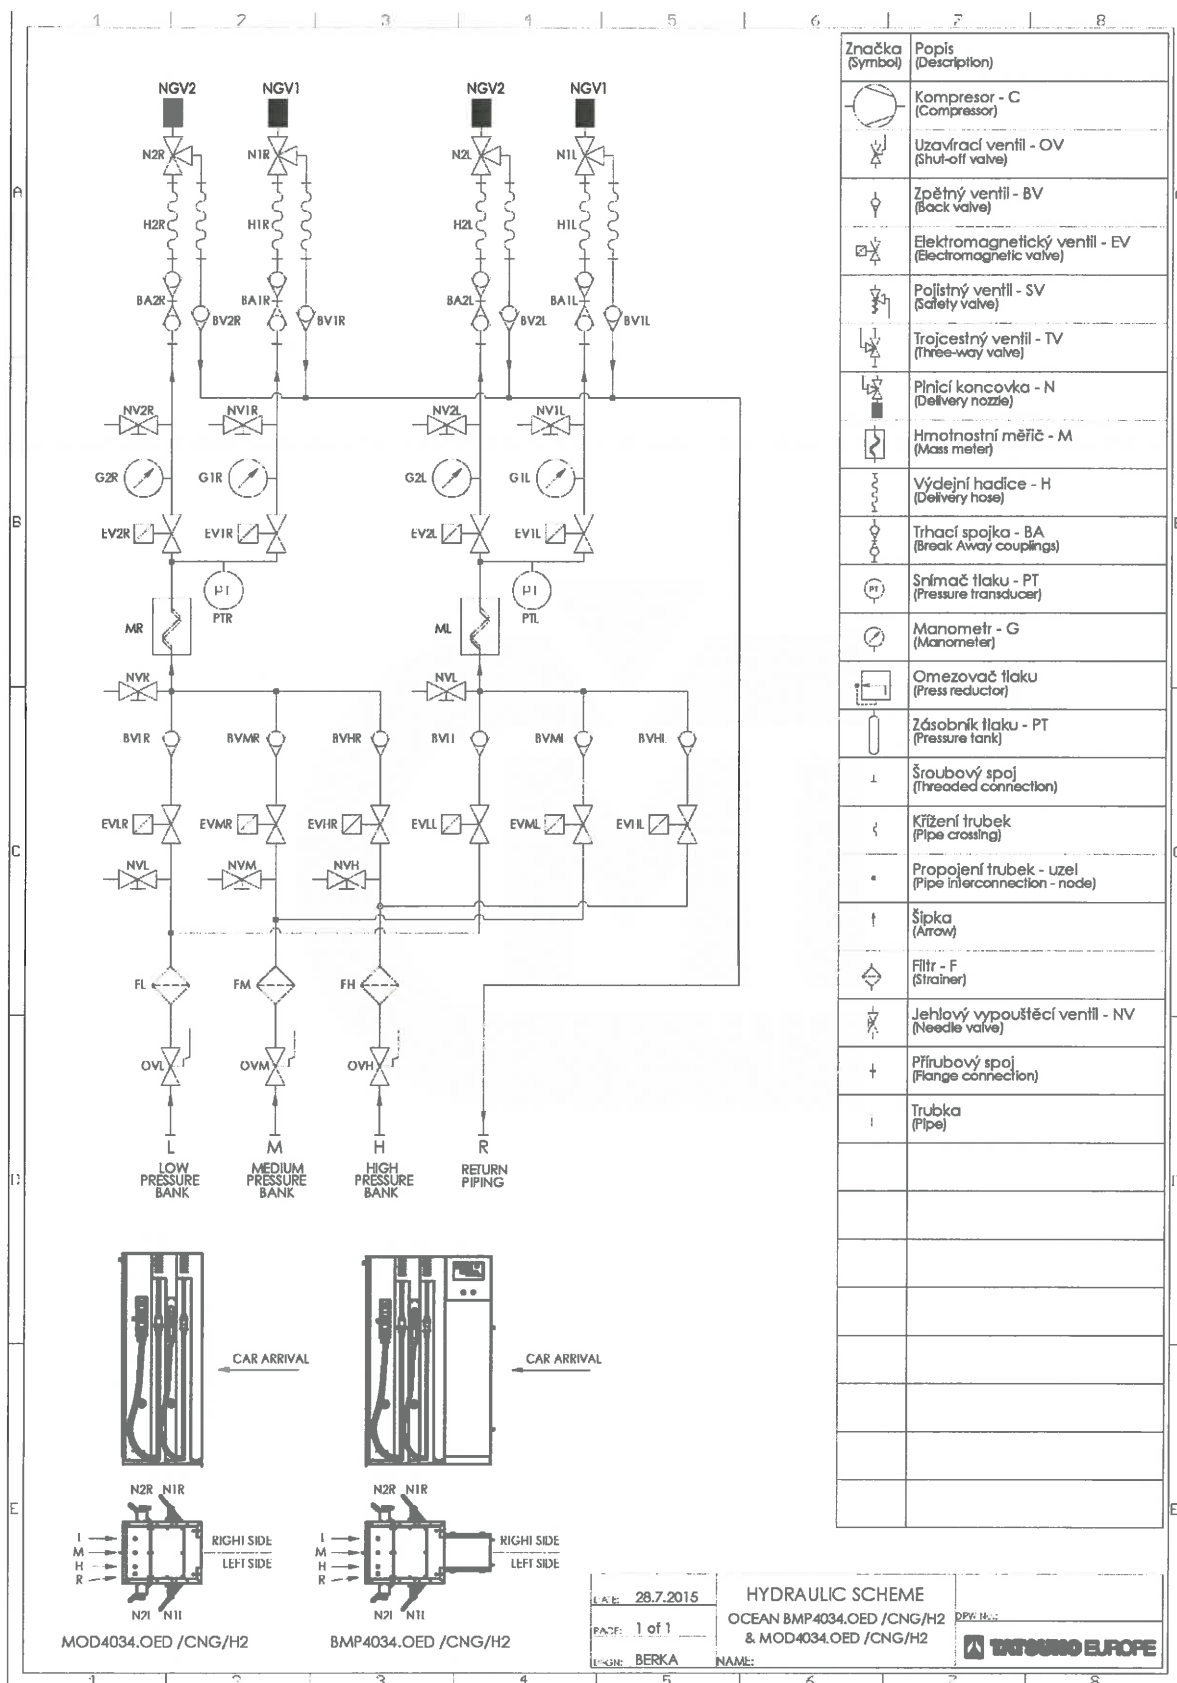 1 2 3 4 5 6 7 8
NGV2 NGV1 NGV2 NGV1
N2R N1R N2L N1L
A
H2R H1R H2L H1L
BA2R BA1R BA2L BA1L
BV2R BV1R BV2L BV1L
NV2R NV1R NV2L NV1L
G2R G1R G2L G1L
B
EV2R EV1R EV2L EV1L
PT PT
PTR PTL
MR ML
NVR NVL
BVLR BVMR BVHR BVLL BVML BVHL
EVLR EVMR EVHR EVLL EVML EVHL
C
NVL NVM NVH
FL FM FH
OVL OVM OVH
L M H R
LOW MEDIUM HIGH RETURN
PRESSURE PRESSURE PRESSURE PIPING
BANK BANK BANK
D
CAR ARRIVAL CAR ARRIVAL
E
N2R N1R N2R N1R
L RIGHT SIDE L RIGHT SIDE
M M
H LEFT SIDE H LEFT SIDE
R R
N2L N1L N2L N1L
MOD4034.OED /CNG/H2 BMP4034.OED /CNG/H2
Značka Popis
(Symbol) (Description)
Kompresor - C
(Compressor)
Uzavírací ventil - OV
(Shut-off valve)
Zpětný ventil - BV
(Back valve)
Elektromagnetický ventil - EV
(Electromagnetic valve)
Pojistný ventil - SV
(Safety valve)
Trojcestný ventil - TV
(Three-way valve)
Plnicí koncovka - N
(Delivery nozzle)
Hmotnostní měřič - M
(Mass meter)
Výdejní hadice - H
(Delivery hose)
Trhací spojka - BA
(Break Away couplings)
PT
Snímač tlaku - PT
(Pressure transducer)
Manometr - G
(Manometer)
Omezovač tlaku
(Press reductor)
Zásobník tlaku - PT
(Pressure tank)
Šroubový spoj
(Threaded connection)
Křížení trubek
(Pipe crossing)
Propojení trubek - uzel
(Pipe interconnection - node)
Šipka
(Arrow)
Filtr - F
(Strainer)
Jehlový vypouštěcí ventil - NV
(Needle valve)
Přírubový spoj
(Flange connection)
Trubka
(Pipe)
DATE: 28.7.2015
PAGE: 1 of 1
DSGN: BERKA
HYDRAULIC SCHEME
OCEAN BMP4034.OED /CNG/H2
& MOD4034.OED /CNG/H2
NAME:
TATSUNO EUROPE
1 2 3 4 5 6 7 8